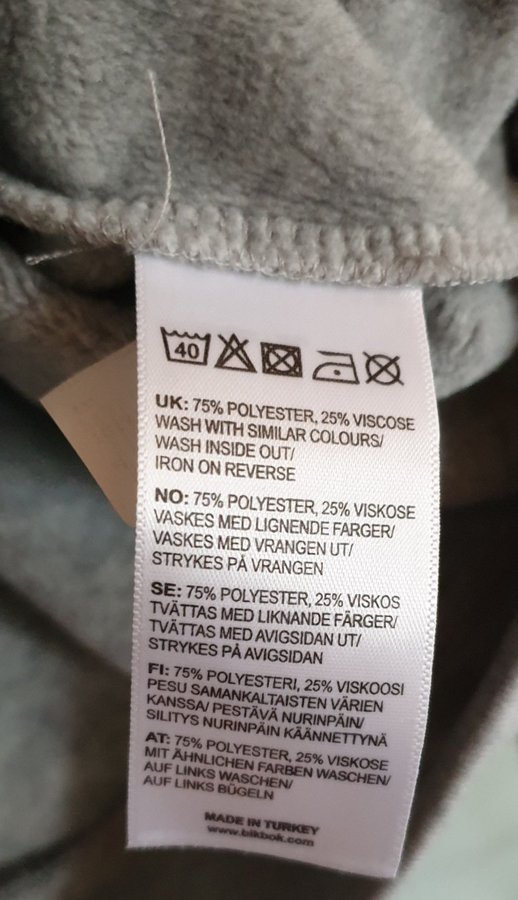 40
UK: 75% POLYESTER, 25% VISCOSE
WASH WITH SIMILAR COLOURS/
WASH INSIDE OUT/
IRON ON REVERSE
NO: 75% POLYESTER, 25% VISKOSE
VASKES MED LIGNENDE FARGER/
VASKES MED VRANGEN UT/
STRYKES PÅ VRANGEN
SE: 75% POLYESTER, 25% VISKOS
TVÄTTAS MED LIKNANDE FÄRGER/
TVÄTTAS MED AVIGSIDAN UT/
STRYKES PÅ AVIGSIDAN
FI: 75% POLYESTERI, 25% VISKOOSI
PESU SAMANKALTAISTEN VÄRIEN
KANSSA/ PESTÄVÄ NURINPÄIN/
SILITYS NURINPÄIN KÄÄNNETTYNÄ
AT: 75% POLYESTER, 25% VISKOSE
MIT ÄHNLICHEN FARBEN WASCHEN/
AUF LINKS WASCHEN/
AUF LINKS BÜGELN
MADE IN TURKEY
www.bikbok.com